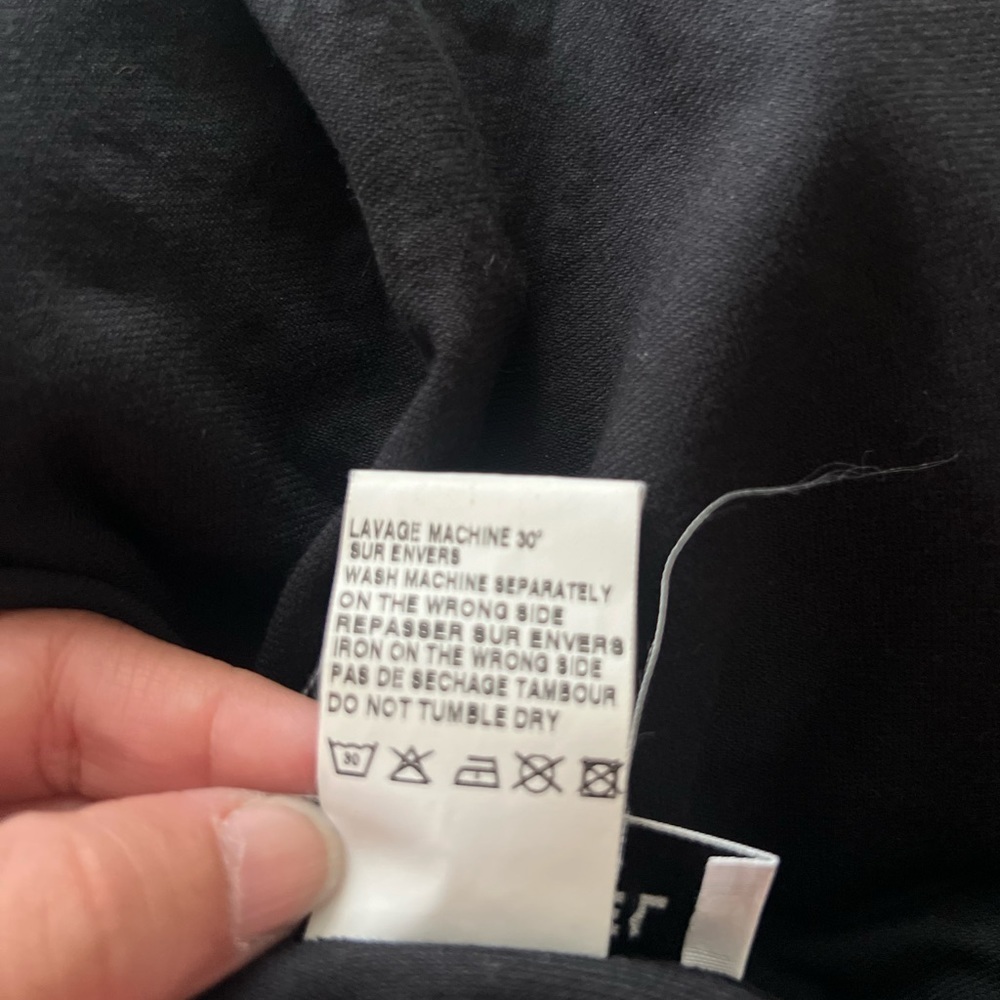 LAVAGE MACHINE 30°
SUR ENVERS
WASH MACHINE SEPARATELY
ON THE WRONG SIDE
REPASSER SUR ENVERS
IRON ON THE WRONG SIDE
PAS DE SECHAGE TAMBOUR
DO NOT TUMBLE DRY
30